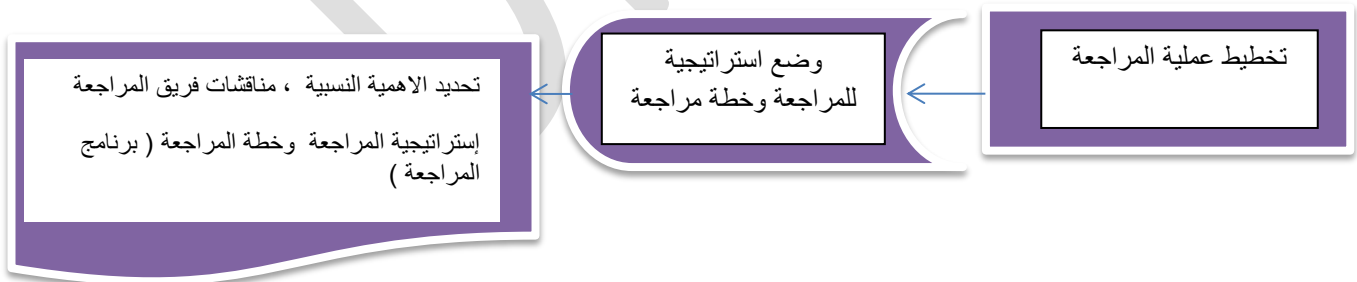 تخطيط عملية المراجعة
وضع استراتيجية
للمراجعة وخطة مراجعة
تحديد الاهمية النسبية ، مناقشات فريق المراجعة
إستراتيجية المراجعة وخطة المراجعة ( برنامج
المراجعة )